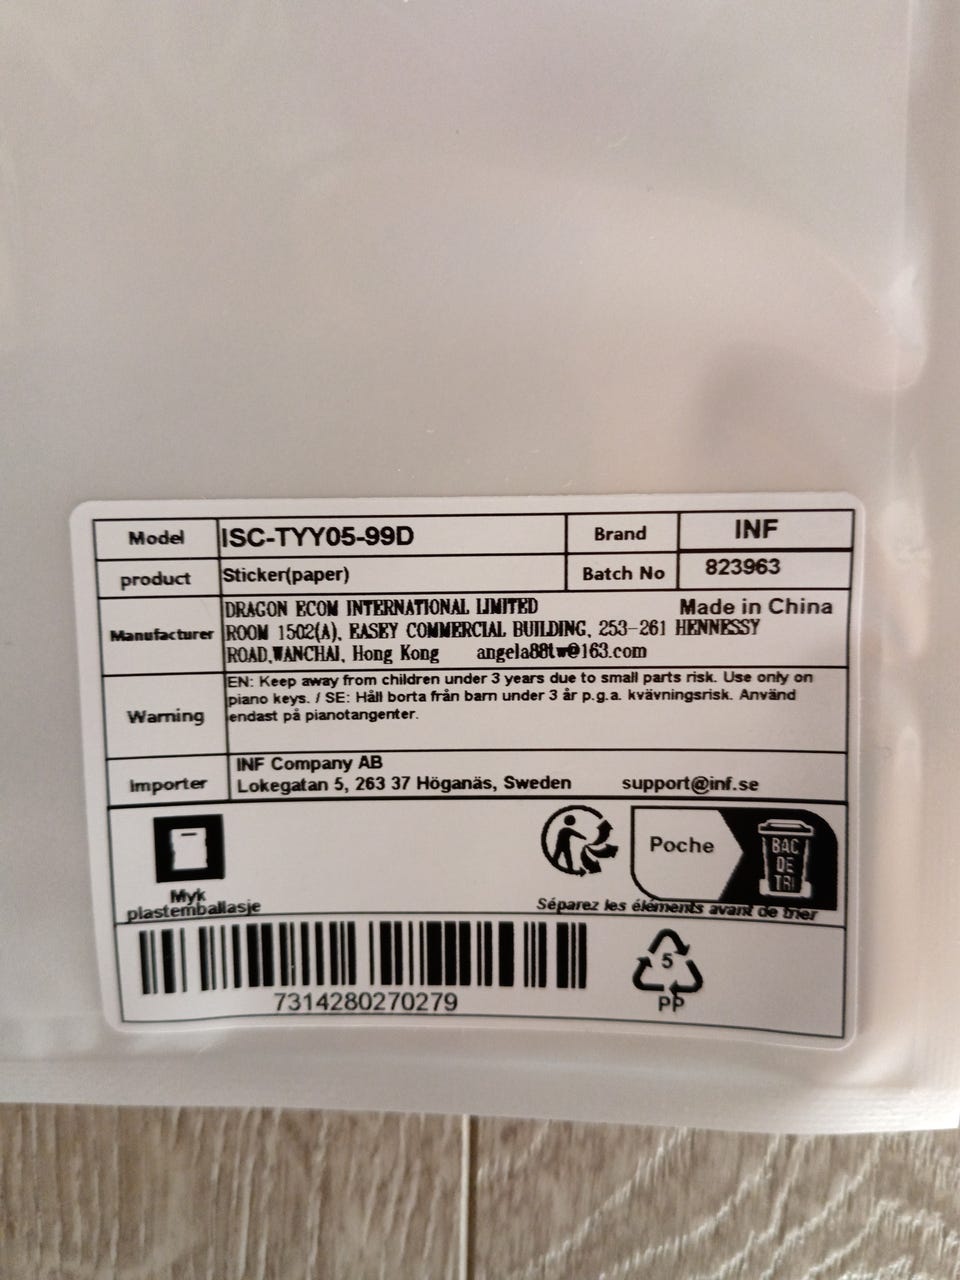 Model ISC-TYY05-99D Brand INF
product Sticker(paper) Batch No 823963
Manufacturer
DRAGON ECOM INTERNATIONAL LIMITED Made in China
ROOM 1502(A), EASEY COMMERCIAL BUILDING, 253-261 HENNESSY
ROAD,WANCHAI, Hong Kong angela88tw@163.com
Warning
EN: Keep away from children under 3 years due to small parts risk. Use only on
piano keys. / SE: Håll borta från barn under 3 år p.g.a. kvävningsrisk. Använd
endast på pianotangenter.
Importer
INF Company AB
Lokegatan 5, 263 37 Höganäs, Sweden support@inf.se
Myk
plastemballasje
Poche
BAC
DE
TRI
Séparez les éléments avant de trier
7314280270279
5
PP